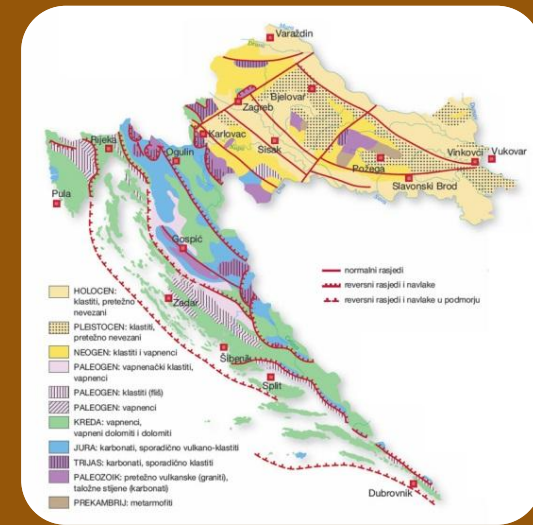 Varaždin
Bjelovar
Zagreb
Karlovac
Sisak
Rijeka
Ogulin
Požega
Vinkovci
Vukovar
Slavonski Brod
Pula
Gospić
Zadar
Šibenik
Split
Dubrovnik
normalni rasjedi
reversni rasjedi i navlake
reversni rasjedi i navlake u podmorju
HOLOCEN:
klastiti, pretežno
nevezani
PLEISTOCEN: klastiti,
pretežno nevezani
NEOGEN: klastiti i vapnenci
PALEOGEN: vapnenački klastiti,
vapnenci
PALEOGEN: klastiti (fliš)
PALEOGEN: vapnenci
KREDA: vapnenci,
vapneni dolomiti i dolomiti
JURA: karbonati, sporadično vulkano-klastiti
TRIJAS: karbonati, sporadično klastiti
PALEOZOIK: pretežno vulkanske (graniti),
taložne stijene (karbonati)
PREKAMBRIJ: metamorfiti